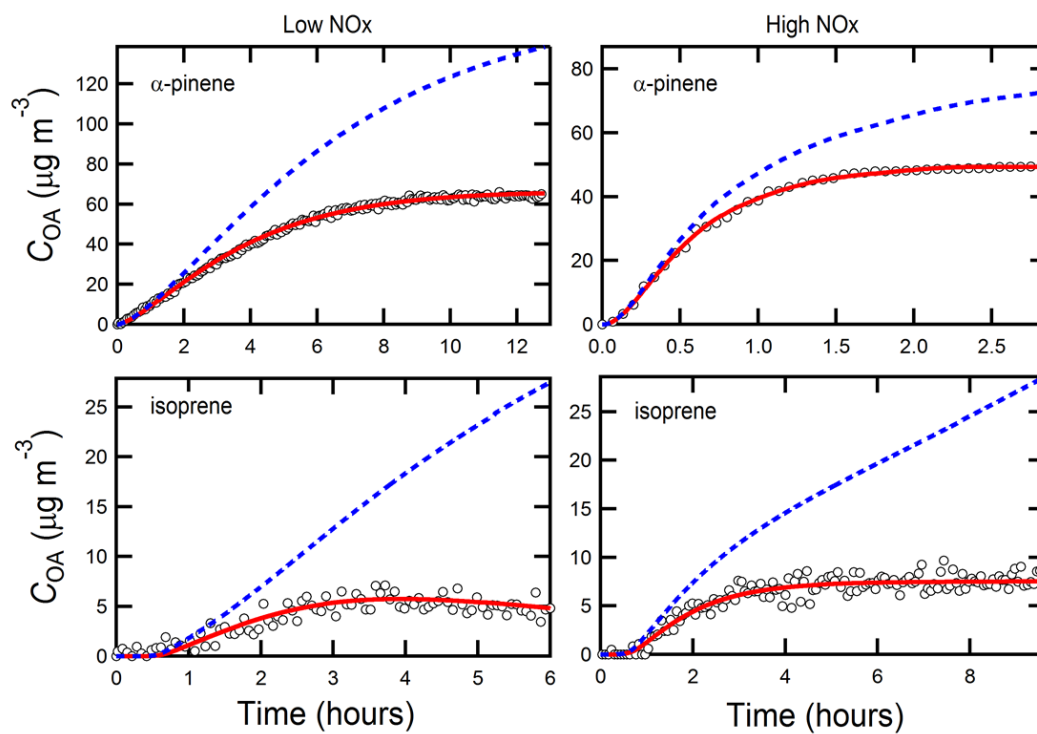 Low NOx
High NOx
α-pinene
α-pinene
C_OA (μg m⁻³)
120
100
80
60
40
20
0
0 2 4 6 8 10 12
80
60
40
20
0
0.0 0.5 1.0 1.5 2.0 2.5
isoprene
isoprene
C_OA (μg m⁻³)
25
20
15
10
5
0
0 1 2 3 4 5 6
25
20
15
10
5
0
0 2 4 6 8
Time (hours)
Time (hours)